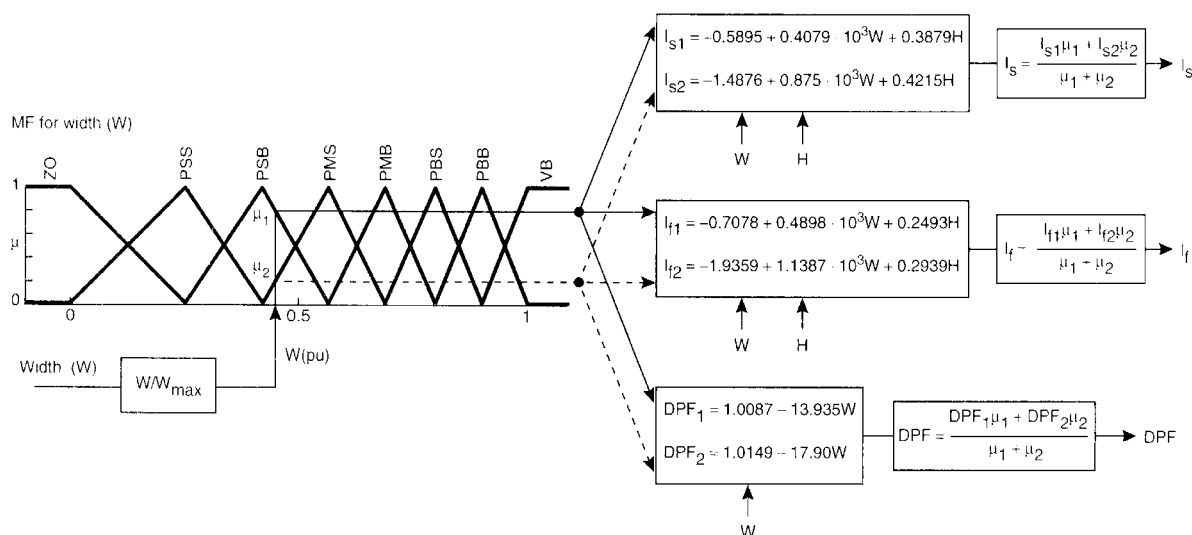 MF for width (W)
ZO
PSS
PSB
PMS
PMB
PBS
PBB
VB
1
μ
0
μ1
μ2
0
0.5
1
W(pu)
Width (W)
W/Wmax
Is1 = −0.5895 + 0.4079 · 10³W + 0.3879H
Is2 = −1.4876 + 0.875 · 10³W + 0.4215H
W
H
Is = (Is1μ1 + Is2μ2) / (μ1 + μ2)
Is
If1 = −0.7078 + 0.4898 · 10³W + 0.2493H
If2 = −1.9359 + 1.1387 · 10³W + 0.2939H
W
H
If = (If1μ1 + If2μ2) / (μ1 + μ2)
If
DPF1 = 1.0087 − 13.935W
DPF2 = 1.0149 − 17.90W
W
DPF = (DPF1μ1 + DPF2μ2) / (μ1 + μ2)
DPF